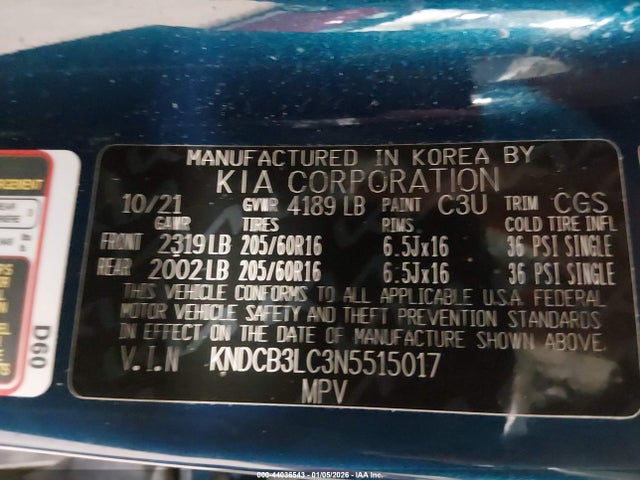 MANUFACTURED IN KOREA BY
KIA CORPORATION
10/21 GVWR 4189 LB PAINT C3U TRIM CGS
GAWR TIRES RIMS COLD TIRE INFL
FRONT 2319 LB 205/60R16 6.5Jx16 36 PSI SINGLE
REAR 2002 LB 205/60R16 6.5Jx16 36 PSI SINGLE
THIS VEHICLE CONFORMS TO ALL APPLICABLE U.S.A. FEDERAL
MOTOR VEHICLE SAFETY AND THEFT PREVENTION STANDARDS
IN EFFECT ON THE DATE OF MANUFACTURE SHOWN ABOVE.
V.I.N KNDCB3LC3N5515017
MPV
D60
000-44036543 - 01/05/2026 - IAA Inc.